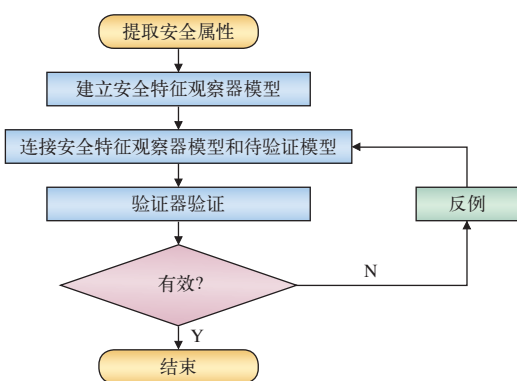 提取安全属性
建立安全特征观察器模型
连接安全特征观察器模型和待验证模型
验证器验证
反例
有效?
N
Y
结束